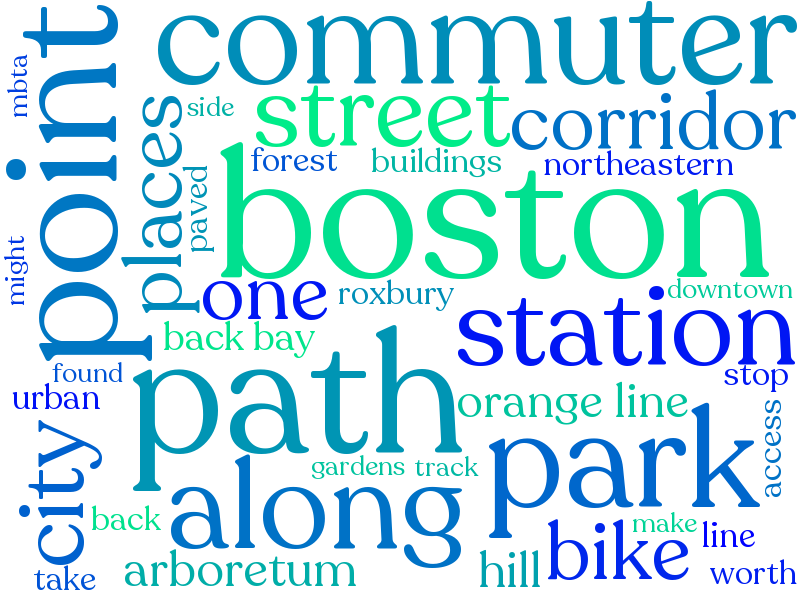 commuter
point
mbta
side
places
street
corridor
forest
buildings
northeastern
paved
boston
might
one
roxbury
downtown
back bay
station
found
path
stop
urban
orange line
access
park
city
gardens
track
along
back
make
line
bike
arboretum
hill
take
worth